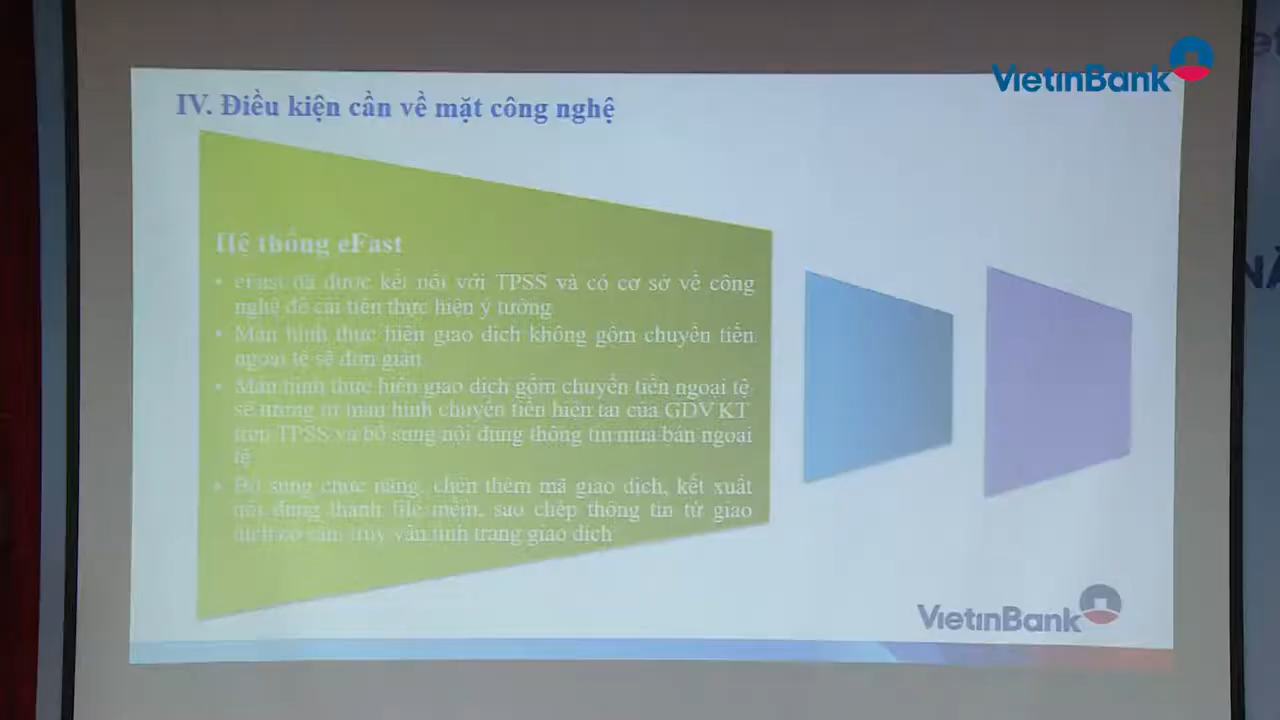 VietinBank
IV. Điều kiện cần về mặt công nghệ
Hệ thống eFast
• eFast đã được kết nối với TPSS và có cơ sở về công
nghệ để cải tiến thực hiện ý tưởng
• Màn hình thực hiện giao dịch không gồm chuyển tiền
ngoại tệ sẽ đơn giản
• Màn hình thực hiện giao dịch gồm chuyển tiền ngoại tệ
sẽ tương tự màn hình chuyển tiền hiện tại của GDV KT
trên TPSS và bổ sung nội dung thông tin mua bán ngoại
tệ
• Bổ sung chức năng: chèn thêm mã giao dịch, kết xuất
nội dung thành file mềm, sao chép thông tin từ giao
dịch có sẵn, truy vấn tình trạng giao dịch
VietinBank